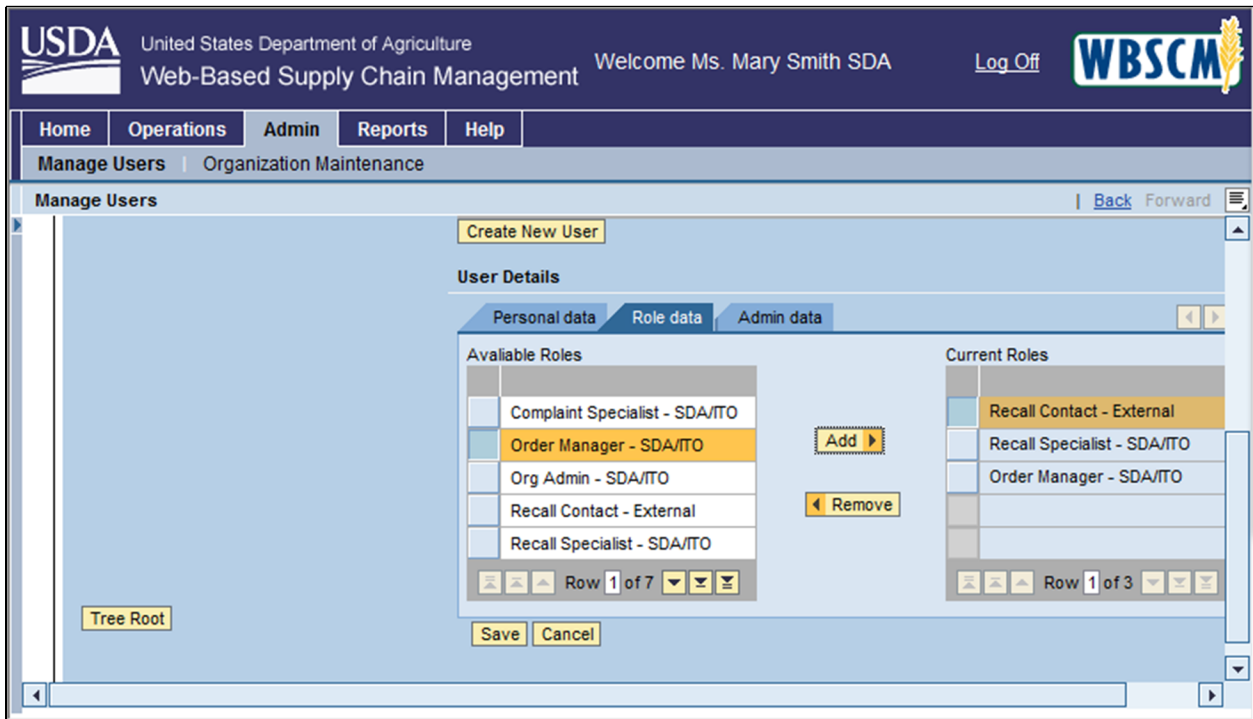 USDA United States Department of Agriculture
Web-Based Supply Chain Management
Welcome Ms. Mary Smith SDA
Log Off
WBSCM
Home Operations Admin Reports Help
Manage Users | Organization Maintenance
Manage Users | Back Forward
Create New User
User Details
Personal data Role data Admin data
Avaliable Roles
Complaint Specialist - SDA/ITO
Order Manager - SDA/ITO
Org Admin - SDA/ITO
Recall Contact - External
Recall Specialist - SDA/ITO
Row 1 of 7
Add
Remove
Current Roles
Recall Contact - External
Recall Specialist - SDA/ITO
Order Manager - SDA/ITO
Row 1 of 3
Tree Root
Save Cancel